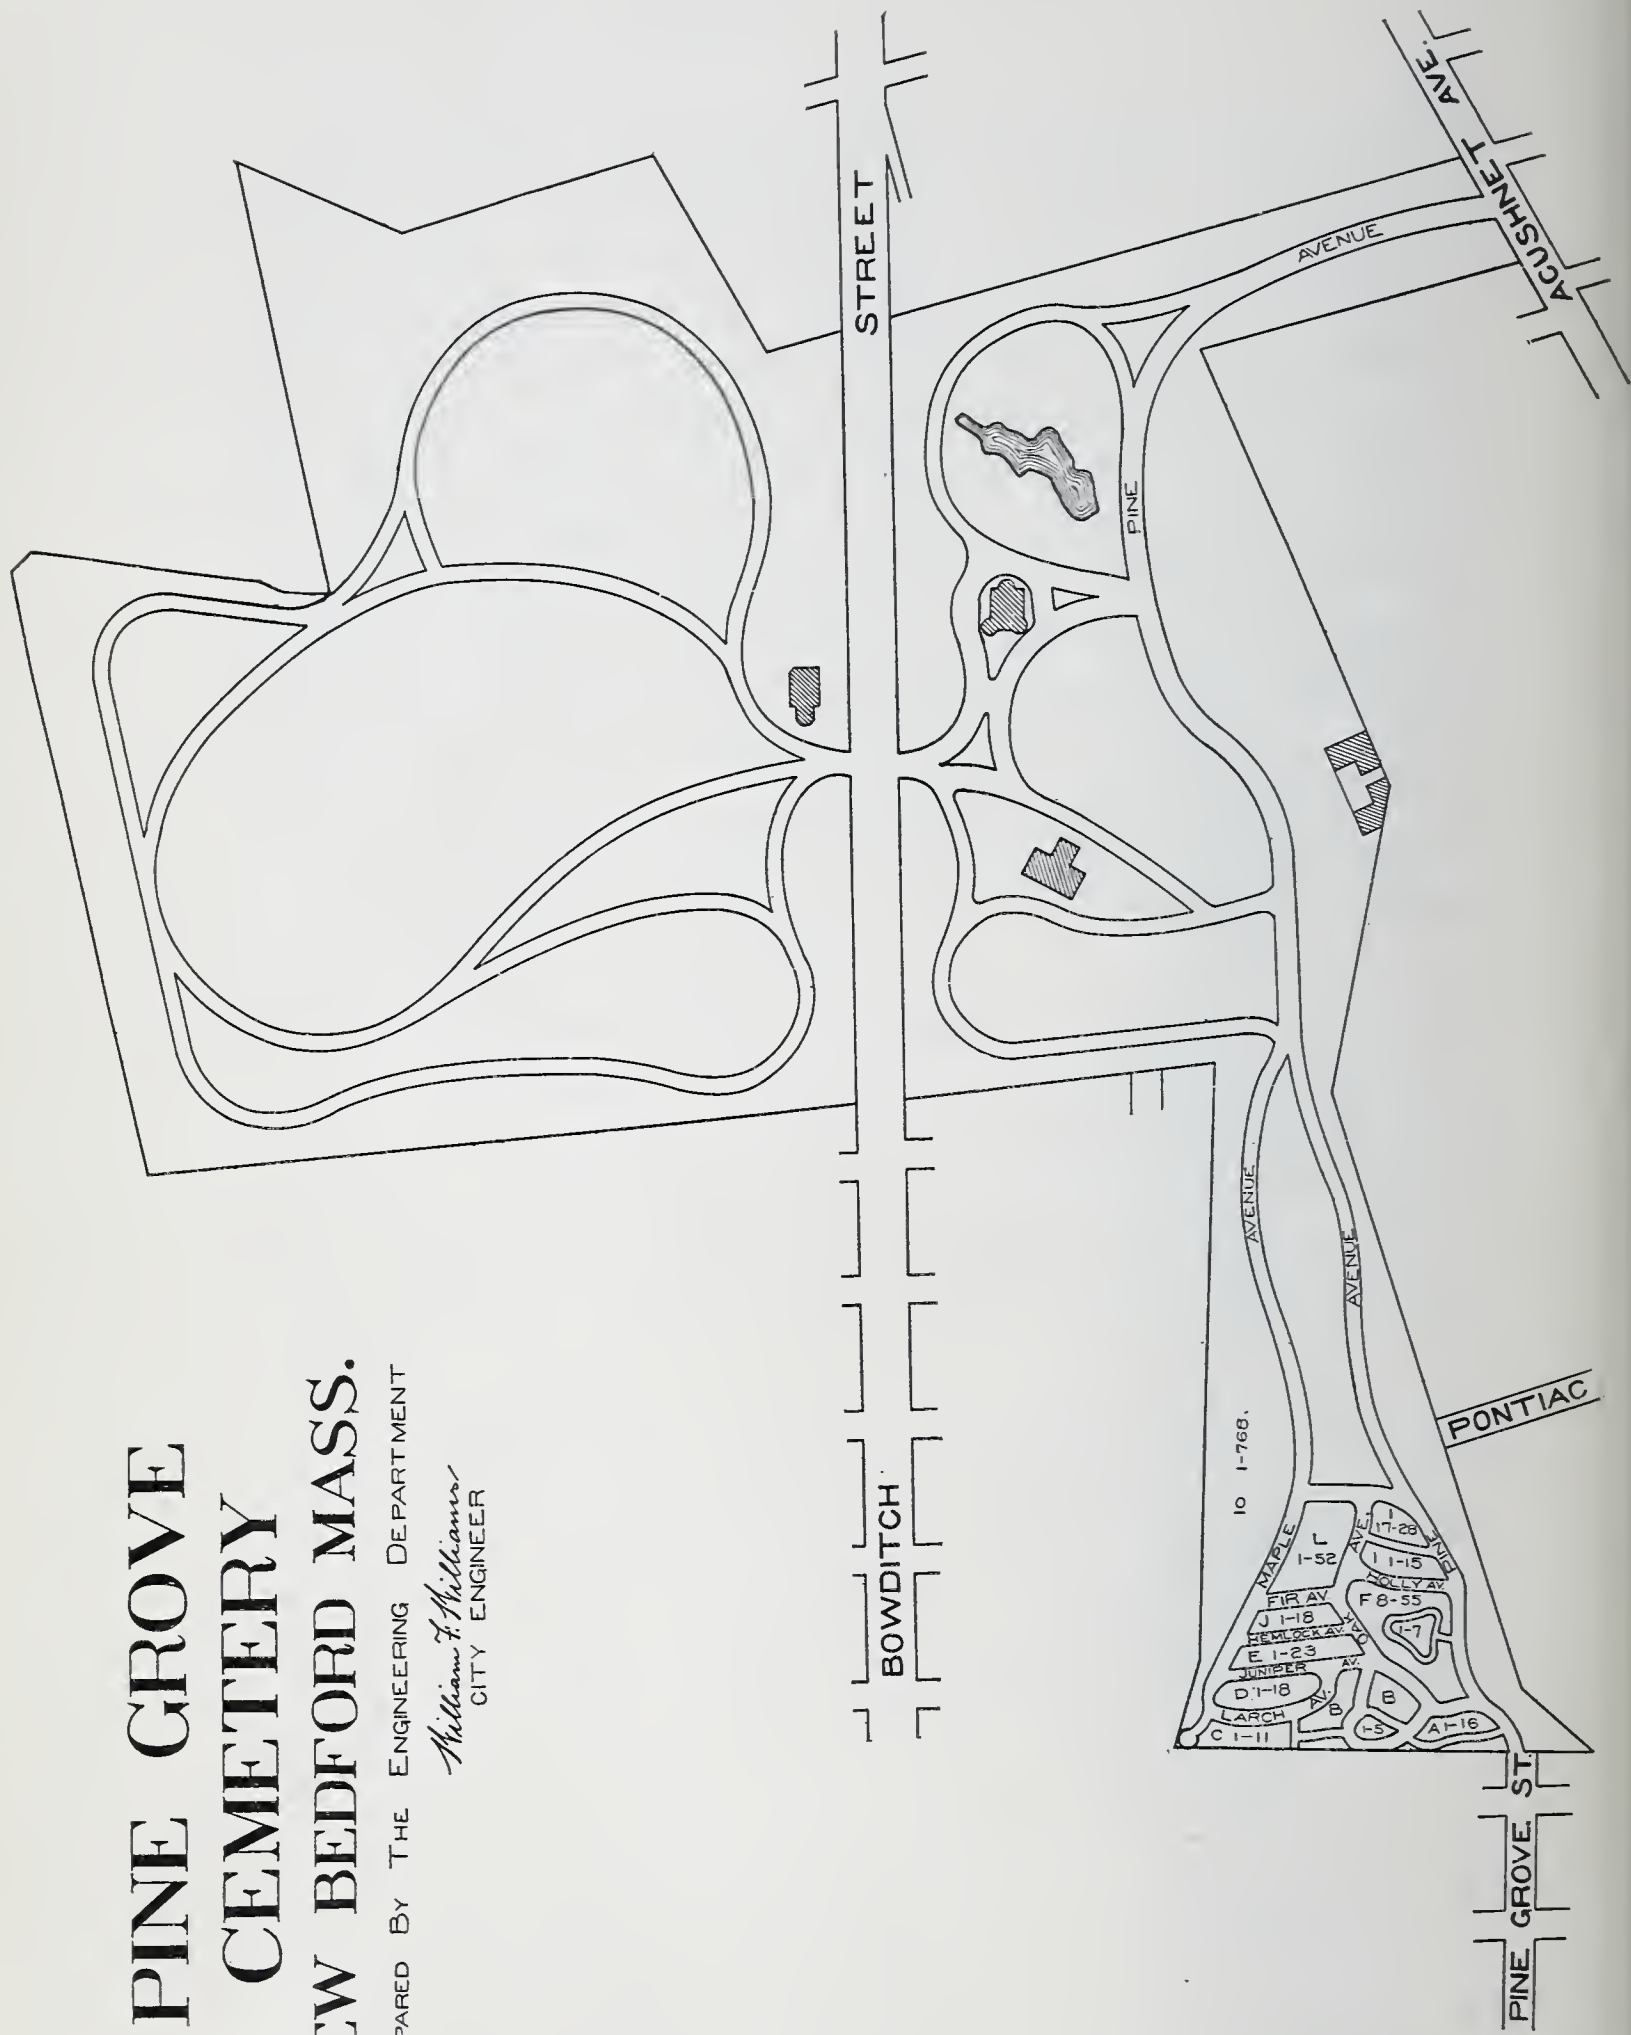 PINE GROVE
CEMETERY
EW BEDFORD MASS.
PARED BY THE ENGINEERING DEPARTMENT
William F. Williams
CITY ENGINEER
BOWDITCH STREET
ACUSHNET AVE.
PINE AVENUE
MAPLE AVENUE
PINE AVENUE
PONTIAC
10 1-768.
L
1-52
AVE.
I
17-28
I 1-15
HOLLY AV.
F 8-55
1-7
FIR AV
J 1-18
HEMLOCK AV.
OAK
E 1-23
JUNIPER AV.
D. 1-18
LARCH AV.
C 1-11
B
B
1-5
A 1-16
PINE GROVE. ST.